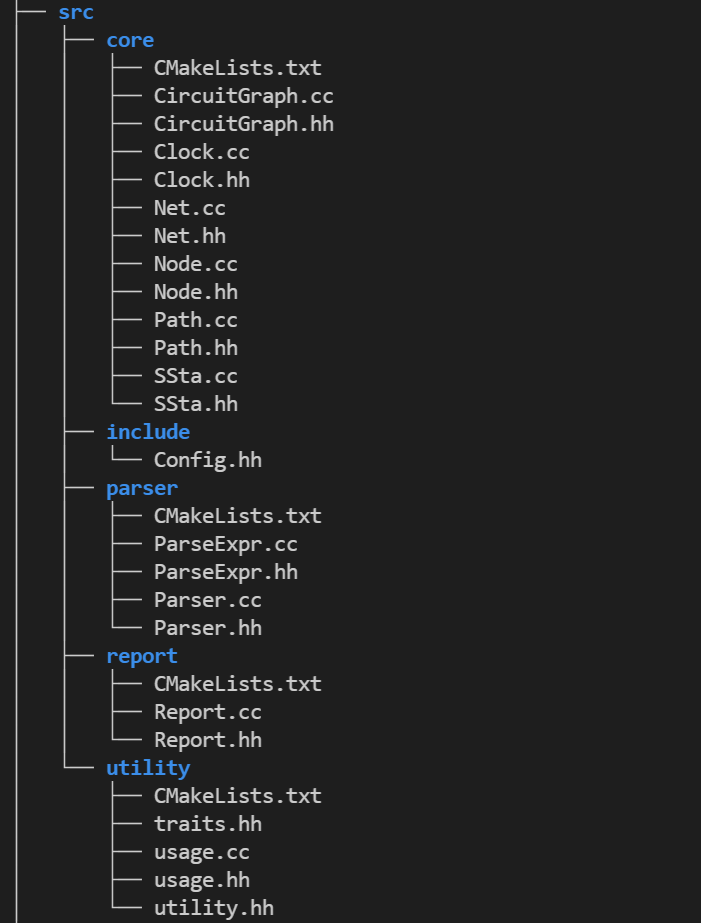 src
core
CMakeLists.txt
CircuitGraph.cc
CircuitGraph.hh
Clock.cc
Clock.hh
Net.cc
Net.hh
Node.cc
Node.hh
Path.cc
Path.hh
SSta.cc
SSta.hh
include
Config.hh
parser
CMakeLists.txt
ParseExpr.cc
ParseExpr.hh
Parser.cc
Parser.hh
report
CMakeLists.txt
Report.cc
Report.hh
utility
CMakeLists.txt
traits.hh
usage.cc
usage.hh
utility.hh